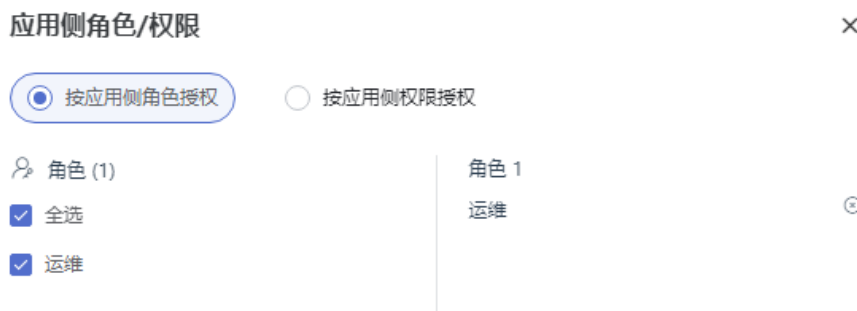 应用侧角色/权限
按应用侧角色授权 按应用侧权限授权
角色 (1)
全选
运维
角色 1
运维